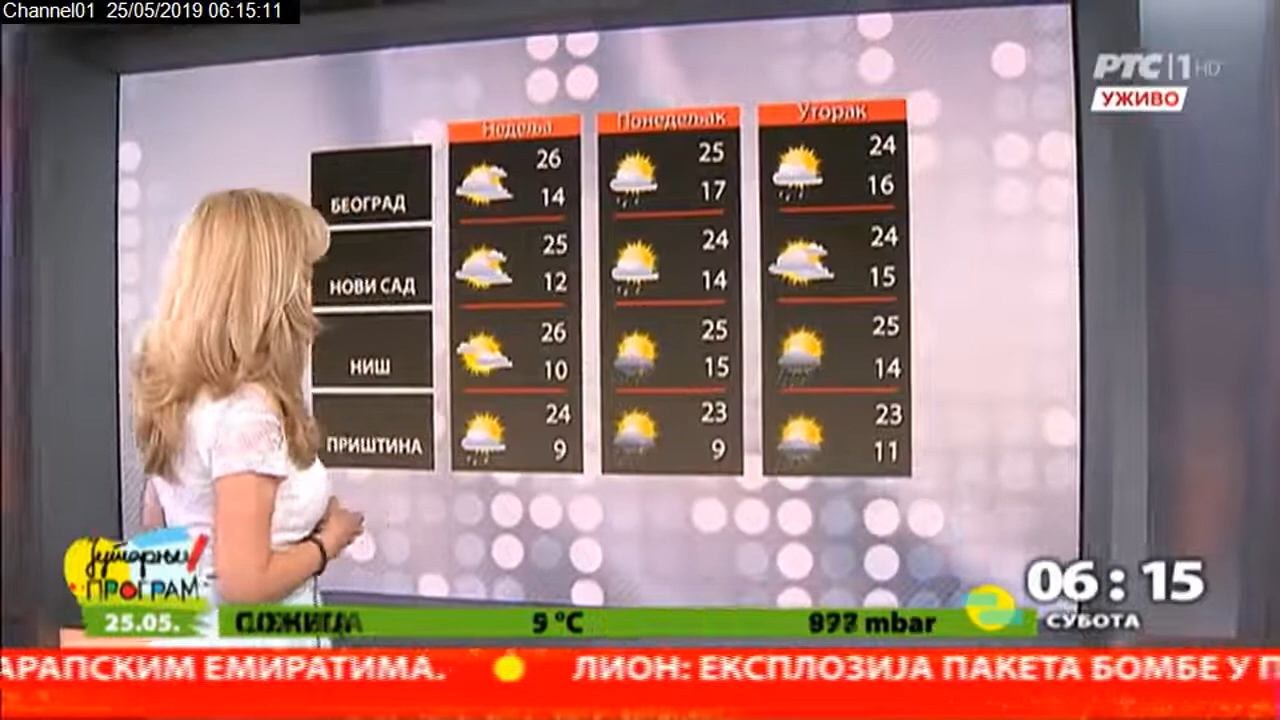 Channel01 25/05/2019 06:15:11
РТС|1HD
УЖИВО
Недеља Понедељак Уторак
БЕОГРАД 26 14 25 17 24 16
НОВИ САД 25 12 24 14 24 15
НИШ 26 10 25 15 25 14
ПРИШТИНА 24 9 23 9 23 11
Јутарњи!
ПРОГРАМ
06:15
25.05. 9 °C mbar СУБОТА
АРАПСКИМ ЕМИРАТИМА. ЛИОН: ЕКСПЛОЗИЈА ПАКЕТА БОМБЕ У П